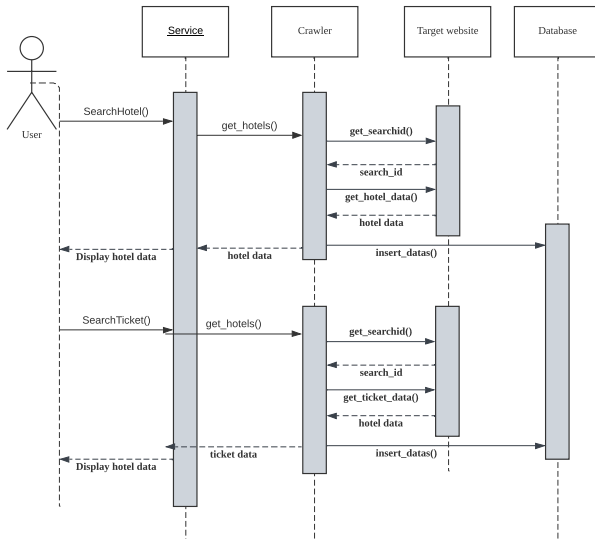 Service
Crawler
Target website
Database
User
SearchHotel()
get_hotels()
get_searchid()
search_id
get_hotel_data()
hotel data
insert_datas()
hotel data
Display hotel data
SearchTicket()
get_hotels()
get_searchid()
search_id
get_ticket_data()
hotel data
insert_datas()
ticket data
Display hotel data